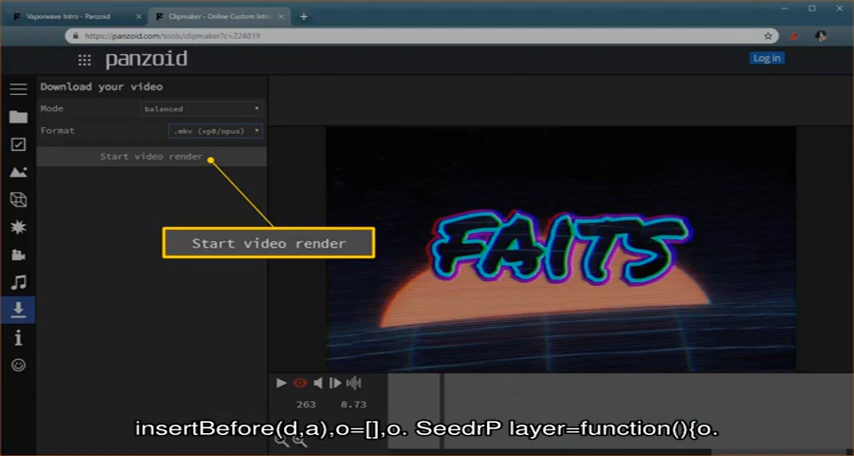 Vaporwave Intro - Panzoid
Clipmaker - Online Custom Intro
https://panzoid.com/tools/clipmaker?c=224819
panzoid
Log in
Download your video
Mode
balanced
Format
.mkv (vp8/opus)
Start video render
Start video render
FAITS
263
8.73
insertBefore(d,a),o=[],o. SeedrP layer=function(){o.